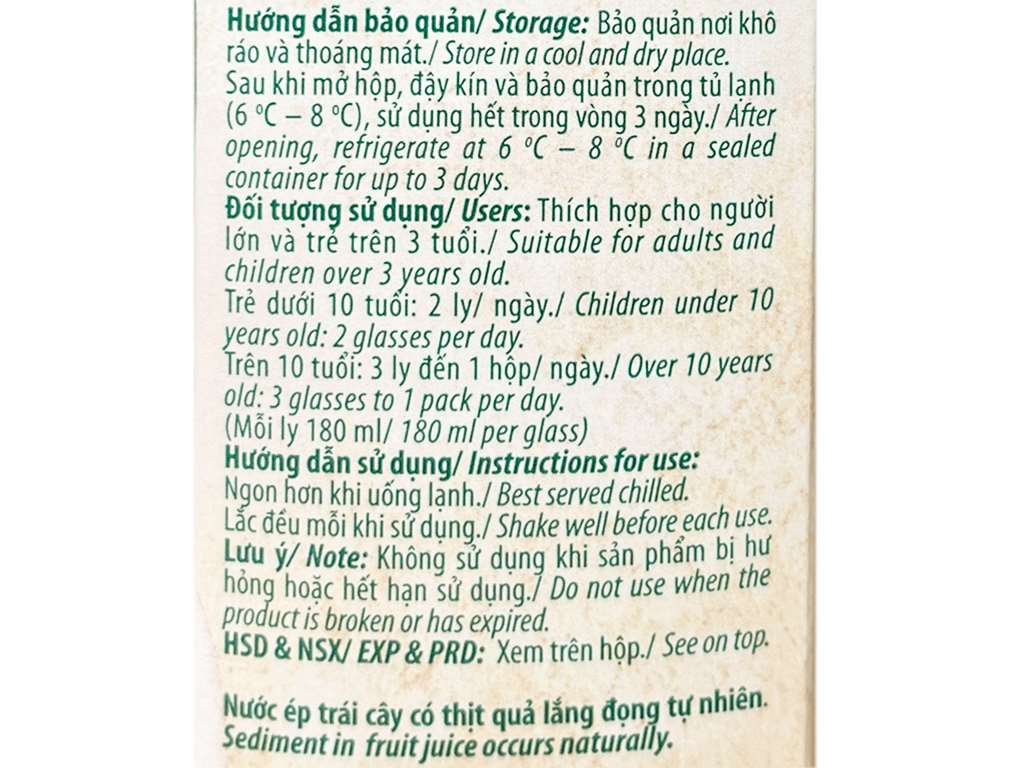 Hướng dẫn bảo quản/ Storage: Bảo quản nơi khô
ráo và thoáng mát./ Store in a cool and dry place.
Sau khi mở hộp, đậy kín và bảo quản trong tủ lạnh
(6 °C – 8 °C), sử dụng hết trong vòng 3 ngày./ After
opening, refrigerate at 6 °C – 8 °C in a sealed
container for up to 3 days.
Đối tượng sử dụng/ Users: Thích hợp cho người
lớn và trẻ trên 3 tuổi./ Suitable for adults and
children over 3 years old.
Trẻ dưới 10 tuổi: 2 ly/ ngày./ Children under 10
years old: 2 glasses per day.
Trên 10 tuổi: 3 ly đến 1 hộp/ ngày./ Over 10 years
old: 3 glasses to 1 pack per day.
(Mỗi ly 180 ml/ 180 ml per glass)
Hướng dẫn sử dụng/ Instructions for use:
Ngon hơn khi uống lạnh./ Best served chilled.
Lắc đều mỗi khi sử dụng./ Shake well before each use.
Lưu ý/ Note: Không sử dụng khi sản phẩm bị hư
hỏng hoặc hết hạn sử dụng./ Do not use when the
product is broken or has expired.
HSD & NSX/ EXP & PRD: Xem trên hộp./ See on top.
Nước ép trái cây có thịt quả lắng đọng tự nhiên.
Sediment in fruit juice occurs naturally.